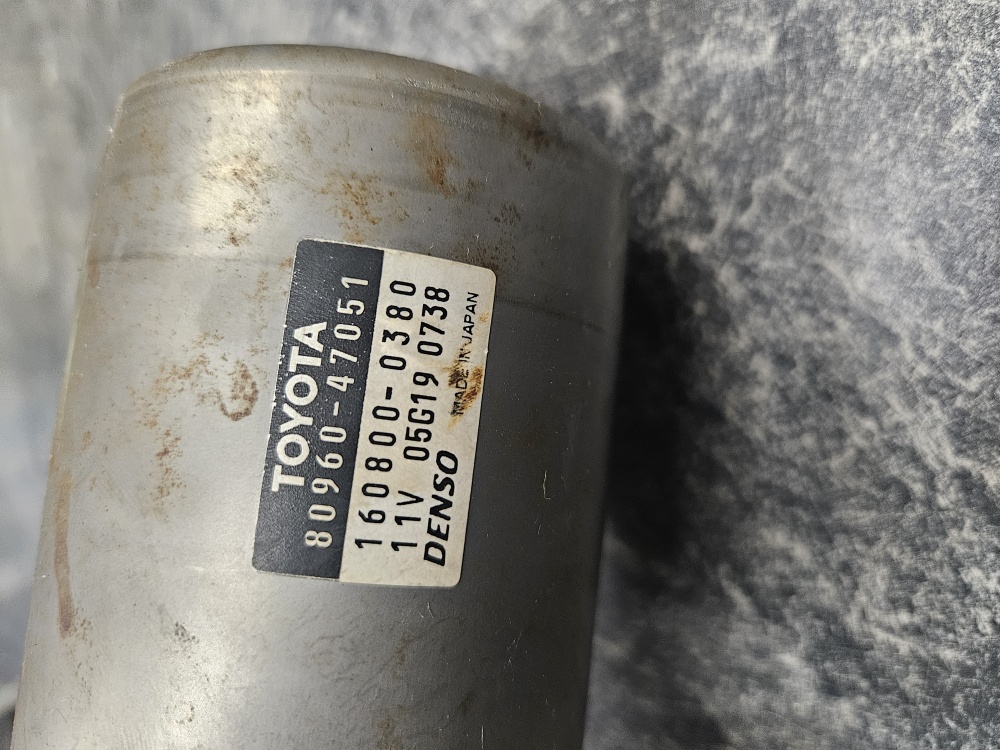 TOYOTA
80960-47051
160800-0380
11V 05G19 0738
DENSO MADE IN JAPAN